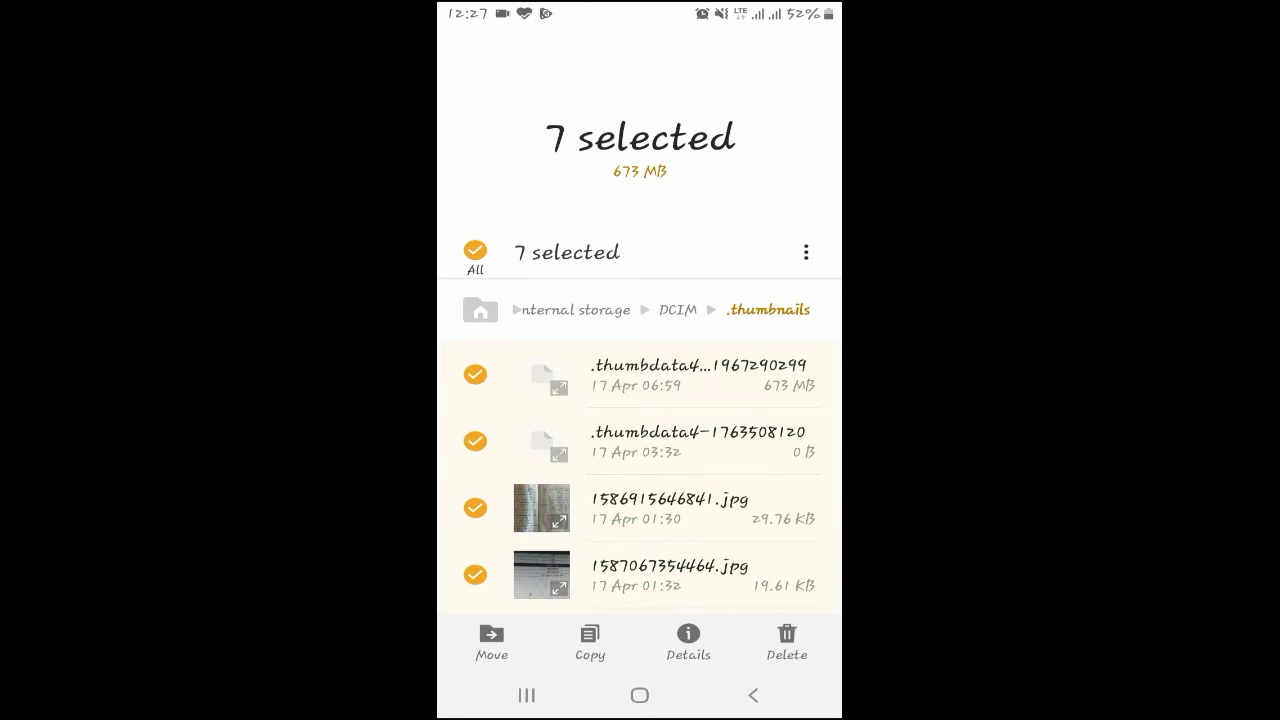 12:27 LTE 52%
7 selected
673 MB
7 selected
All
nternal storage DCIM .thumbnails
.thumbdata4...1967290299
17 Apr 06:59 673 MB
.thumbdata4-1763508120
17 Apr 03:32 0 B
1586915646841.jpg
17 Apr 01:30 29.76 KB
1587067354464.jpg
17 Apr 01:32 19.61 KB
Move Copy Details Delete